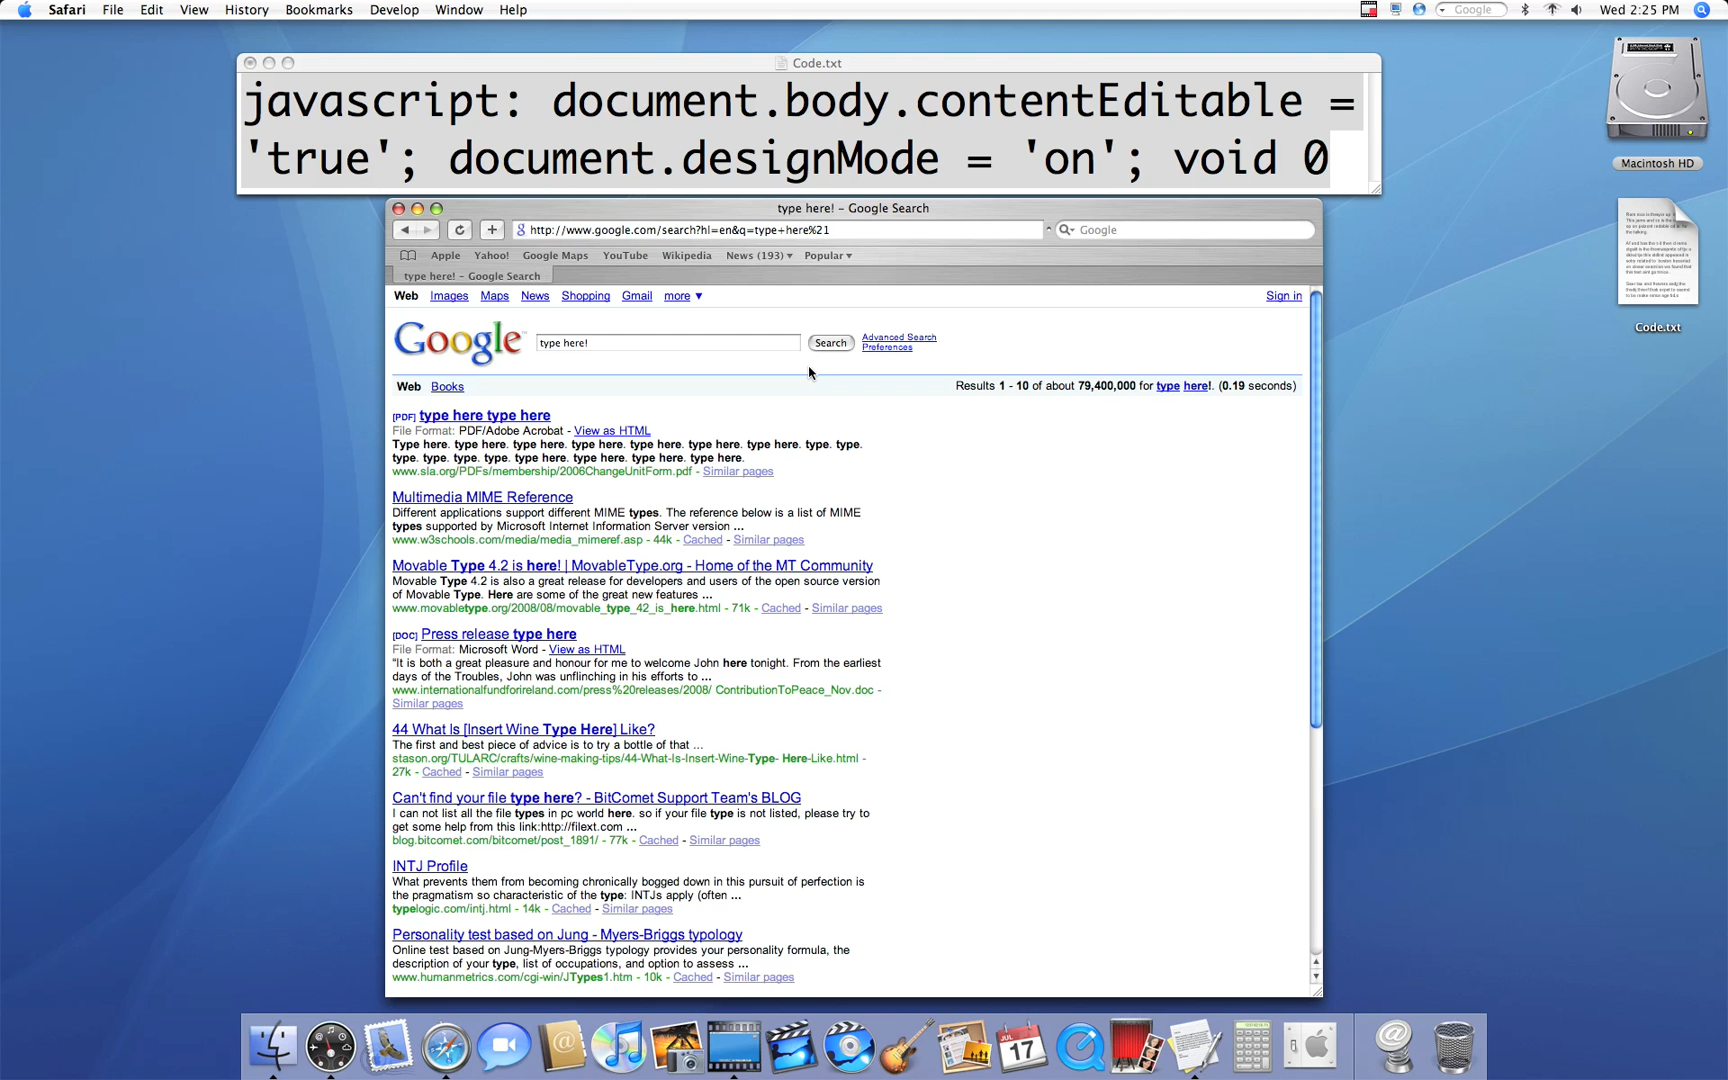 Safari File Edit View History Bookmarks Develop Window Help Google Wed 2:25 PM
Code.txt
javascript: document.body.contentEditable =
'true'; document.designMode = 'on'; void 0
Macintosh HD
Code.txt
type here! – Google Search
http://www.google.com/search?hl=en&q=type+here%21 Google
Apple Yahoo! Google Maps YouTube Wikipedia News (193) ▾ Popular ▾
type here! – Google Search
Web Images Maps News Shopping Gmail more ▼ Sign in
Google type here! Search Advanced Search
Preferences
Web Books Results 1 - 10 of about 79,400,000 for type here!. (0.19 seconds)
[PDF] type here type here
File Format: PDF/Adobe Acrobat - View as HTML
Type here. type here. type here. type here. type here. type here. type here. type. type.
type. type. type. type. type here. type here. type here. type here.
www.sla.org/PDFs/membership/2006ChangeUnitForm.pdf - Similar pages
Multimedia MIME Reference
Different applications support different MIME types. The reference below is a list of MIME
types supported by Microsoft Internet Information Server version ...
www.w3schools.com/media/media_mimeref.asp - 44k - Cached - Similar pages
Movable Type 4.2 is here! | MovableType.org - Home of the MT Community
Movable Type 4.2 is also a great release for developers and users of the open source version
of Movable Type. Here are some of the great new features ...
www.movabletype.org/2008/08/movable_type_42_is_here.html - 71k - Cached - Similar pages
[DOC] Press release type here
File Format: Microsoft Word - View as HTML
"It is both a great pleasure and honour for me to welcome John here tonight. From the earliest
days of the Troubles, John was unflinching in his efforts to ...
www.internationalfundforireland.com/press%20releases/2008/ ContributionToPeace_Nov.doc -
Similar pages
44 What Is [Insert Wine Type Here] Like?
The first and best piece of advice is to try a bottle of that ...
stason.org/TULARC/crafts/wine-making-tips/44-What-Is-Insert-Wine-Type- Here-Like.html -
27k - Cached - Similar pages
Can't find your file type here? - BitComet Support Team's BLOG
I can not list all the file types in pc world here. so if your file type is not listed, please try to
get some help from this link:http://filext.com ...
blog.bitcomet.com/bitcomet/post_1891/ - 77k - Cached - Similar pages
INTJ Profile
What prevents them from becoming chronically bogged down in this pursuit of perfection is
the pragmatism so characteristic of the type: INTJs apply (often ...
typelogic.com/intj.html - 14k - Cached - Similar pages
Personality test based on Jung - Myers-Briggs typology
Online test based on Jung-Myers-Briggs typology provides your personality formula, the
description of your type, list of occupations, and option to assess ...
www.humanmetrics.com/cgi-win/JTypes1.htm - 10k - Cached - Similar pages
JUL
17